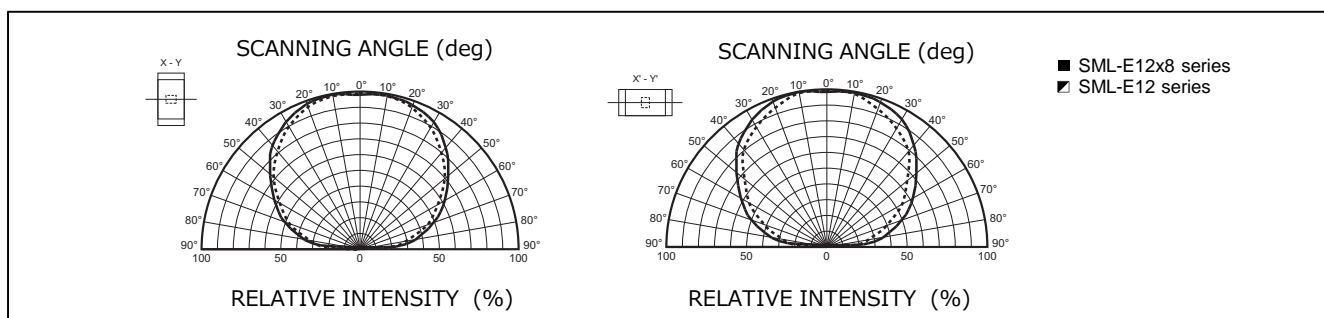 SCANNING ANGLE (deg)
X - Y
20° 10° 0° 10° 20°
30° 30°
40° 40°
50° 50°
60° 60°
70° 70°
80° 80°
90° 90°
100 50 0 50 100
RELATIVE INTENSITY (%)
SCANNING ANGLE (deg)
X' - Y'
20° 10° 0° 10° 20°
30° 30°
40° 40°
50° 50°
60° 60°
70° 70°
80° 80°
90° 90°
100 50 0 50 100
RELATIVE INTENSITY (%)
SML-E12x8 series
SML-E12 series